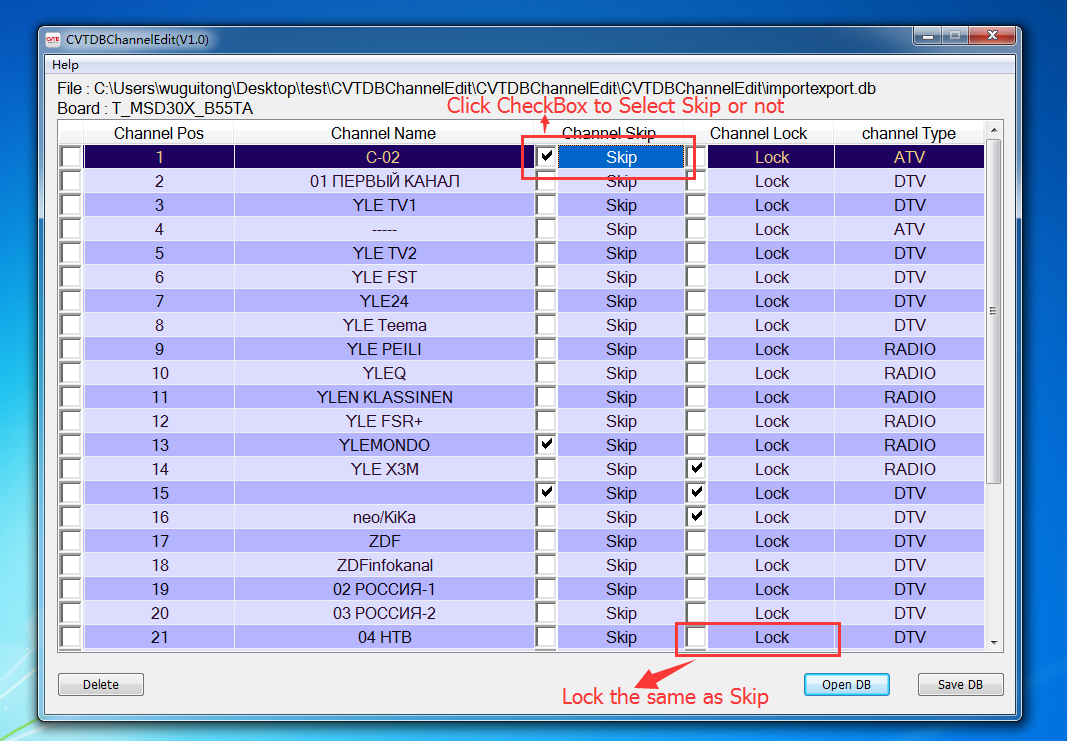 CVTE CVTDBChannelEdit(V1.0)
Help
File : C:\Users\wuguitong\Desktop\test\CVTDBChannelEdit\CVTDBChannelEdit\CVTDBChannelEdit\importexport.db
Board : T_MSD30X_B55TA
Click CheckBox to Select Skip or not
Channel Pos Channel Name Channel Skip Channel Lock channel Type
1 C-02 Skip Lock ATV
2 01 ПЕРВЫЙ КАНАЛ Skip Lock DTV
3 YLE TV1 Skip Lock DTV
4 ----- Skip Lock ATV
5 YLE TV2 Skip Lock DTV
6 YLE FST Skip Lock DTV
7 YLE24 Skip Lock DTV
8 YLE Teema Skip Lock DTV
9 YLE PEILI Skip Lock RADIO
10 YLEQ Skip Lock RADIO
11 YLEN KLASSINEN Skip Lock RADIO
12 YLE FSR+ Skip Lock RADIO
13 YLEMONDO Skip Lock RADIO
14 YLE X3M Skip Lock RADIO
15 Skip Lock DTV
16 neo/KiKa Skip Lock DTV
17 ZDF Skip Lock DTV
18 ZDFinfokanal Skip Lock DTV
19 02 РОССИЯ-1 Skip Lock DTV
20 03 РОССИЯ-2 Skip Lock DTV
21 04 НТВ Skip Lock DTV
Delete Open DB Save DB
Lock the same as Skip